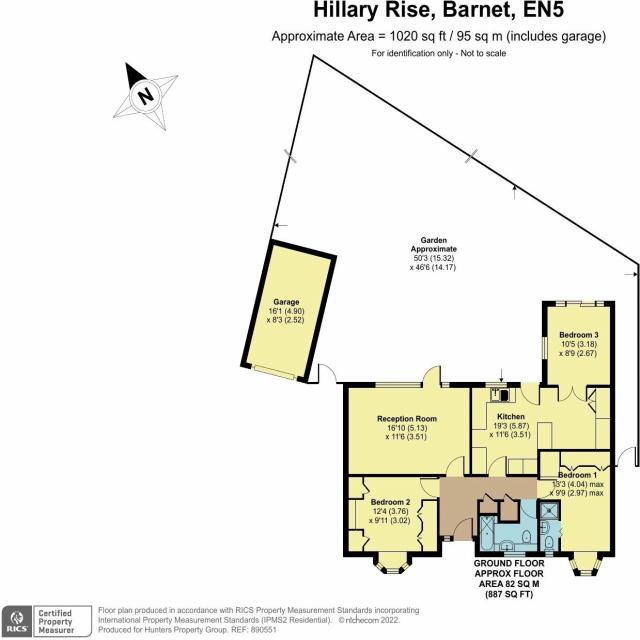 Hillary Rise, Barnet, EN5
Approximate Area = 1020 sq ft / 95 sq m (includes garage)
For identification only - Not to scale
N
Garden
Approximate
50'3 (15.32)
x 46'6 (14.17)
Garage
16'1 (4.90)
x 8'3 (2.52)
Bedroom 3
10'5 (3.18)
x 8'9 (2.67)
Reception Room
16'10 (5.13)
x 11'6 (3.51)
Kitchen
19'3 (5.87)
x 11'6 (3.51)
Bedroom 1
13'3 (4.04) max
x 9'9 (2.97) max
Bedroom 2
12'4 (3.76)
x 9'11 (3.02)
GROUND FLOOR
APPROX FLOOR
AREA 82 SQ M
(887 SQ FT)
RICS
Certified
Property
Measurer
Floor plan produced in accordance with RICS Property Measurement Standards incorporating
International Property Measurement Standards (IPMS2 Residential). © nichecom 2022.
Produced for Hunters Property Group. REF: 890551